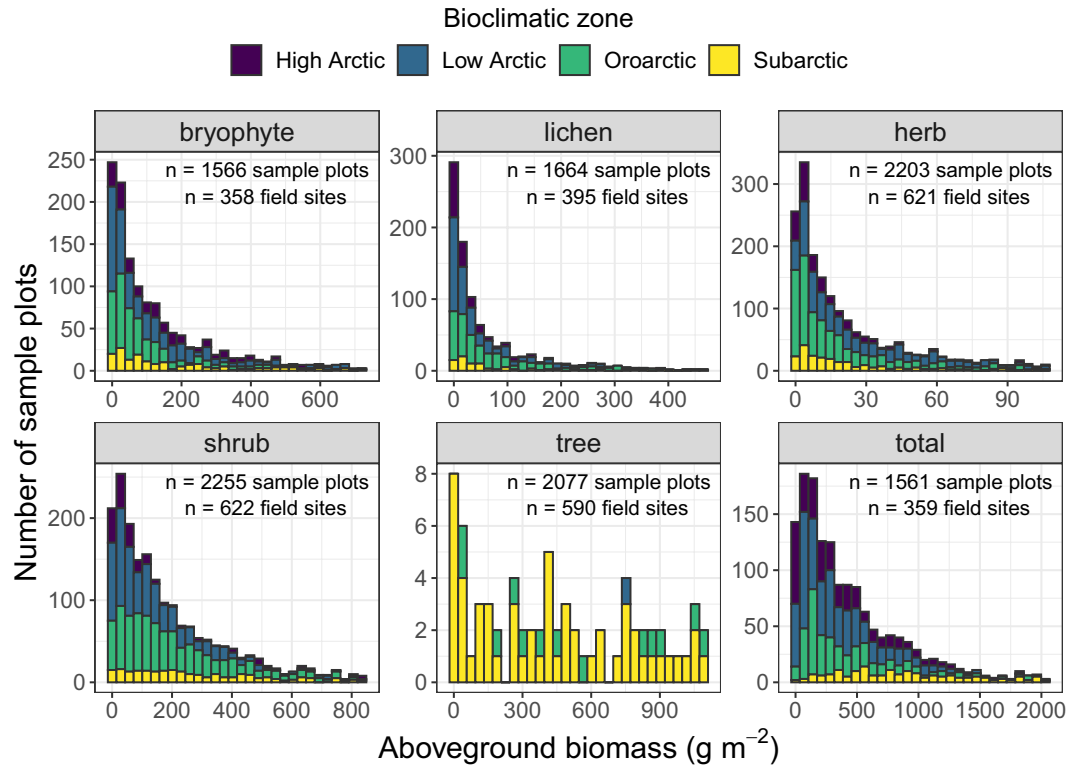 Bioclimatic zone
High Arctic Low Arctic Oroarctic Subarctic
Number of sample plots
bryophyte
n = 1566 sample plots
n = 358 field sites
250
200
150
100
50
0
0 200 400 600
lichen
n = 1664 sample plots
n = 395 field sites
300
200
100
0
0 100 200 300 400
herb
n = 2203 sample plots
n = 621 field sites
300
200
100
0
0 30 60 90
shrub
n = 2255 sample plots
n = 622 field sites
200
100
0
0 200 400 600 800
tree
n = 2077 sample plots
n = 590 field sites
8
6
4
2
0
0 300 600 900
total
n = 1561 sample plots
n = 359 field sites
150
100
50
0
0 500 1000 1500 2000
Aboveground biomass (g m⁻²)